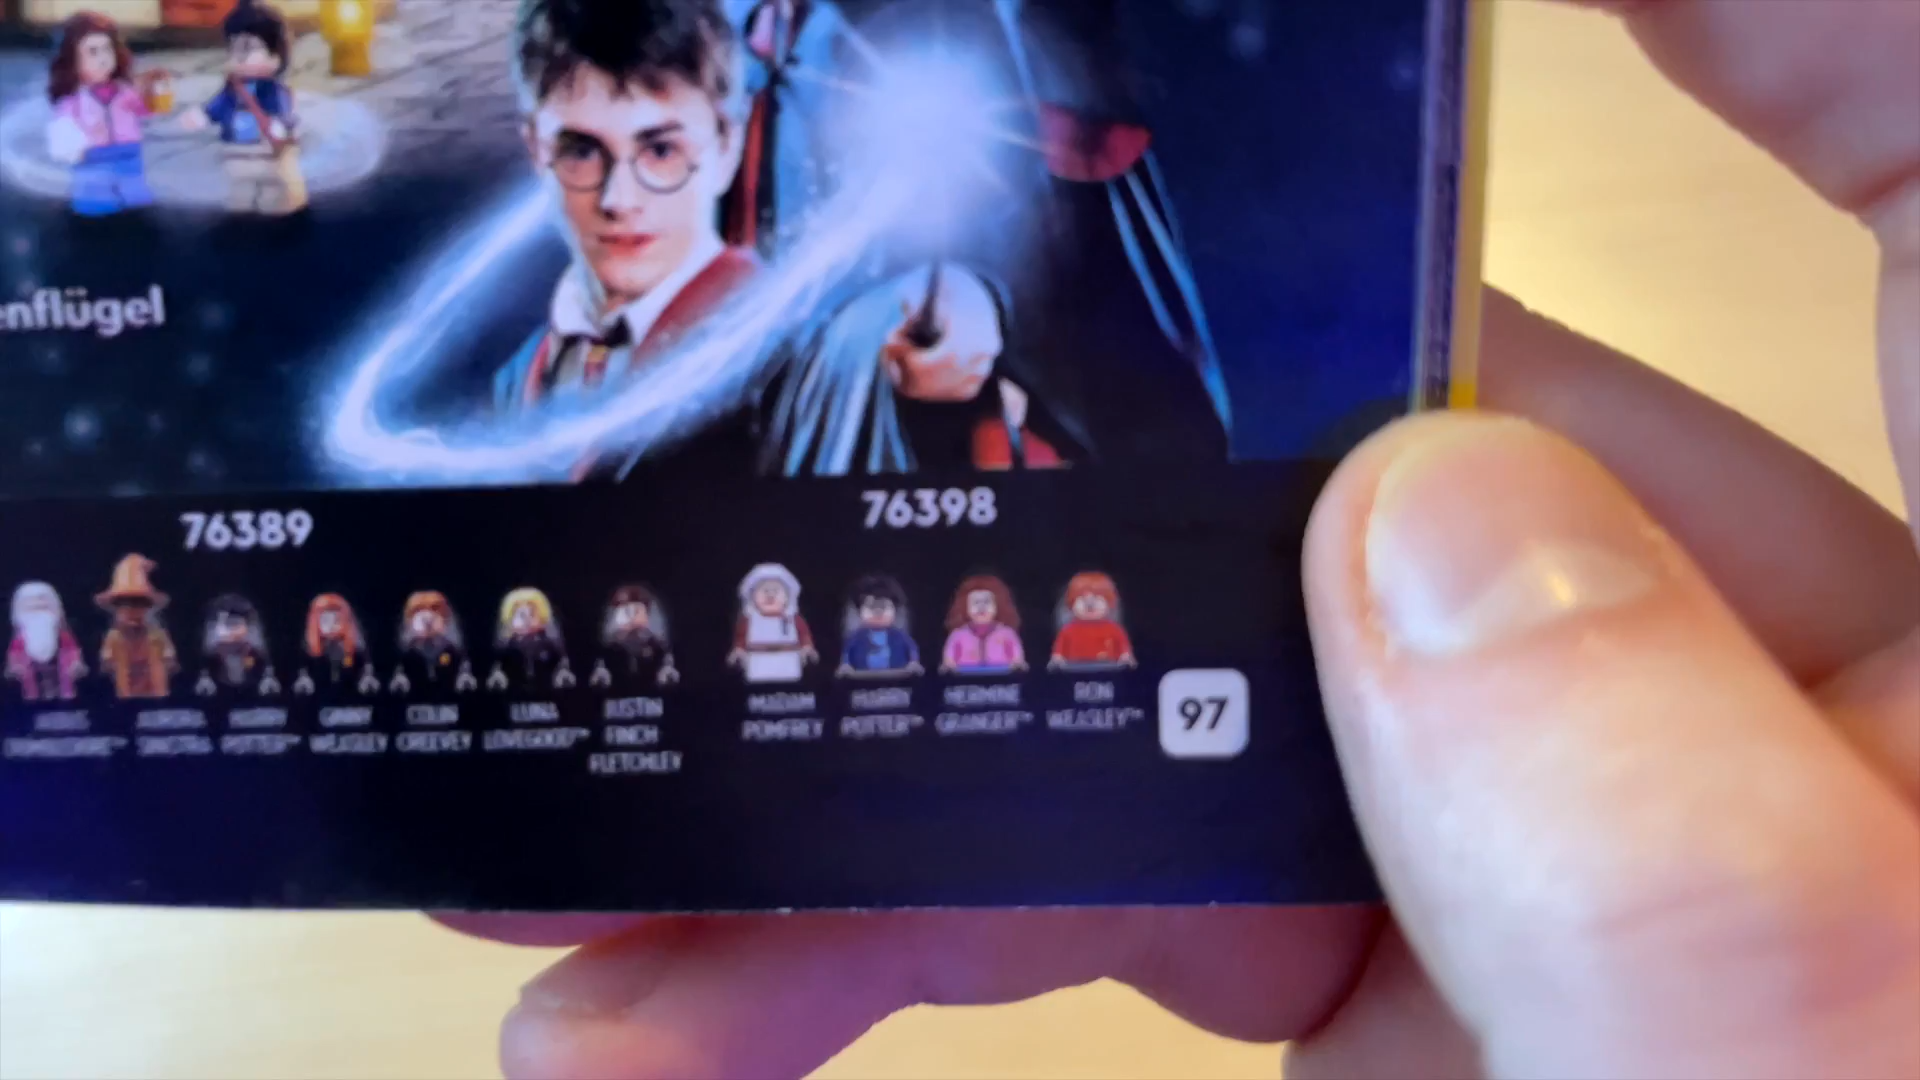 enflügel
76389
76398
ALBUS
DUMBLEDORE™
AURORA
SINISTRA
HARRY
POTTER™
GINNY
WEASLEY
COLIN
CREEVEY
LUNA
LOVEGOOD™
JUSTIN
FINCH
FLETCHLEY
MADAM
POMFREY
HARRY
POTTER™
HERMINE
GRANGER™
RON
WEASLEY™
97